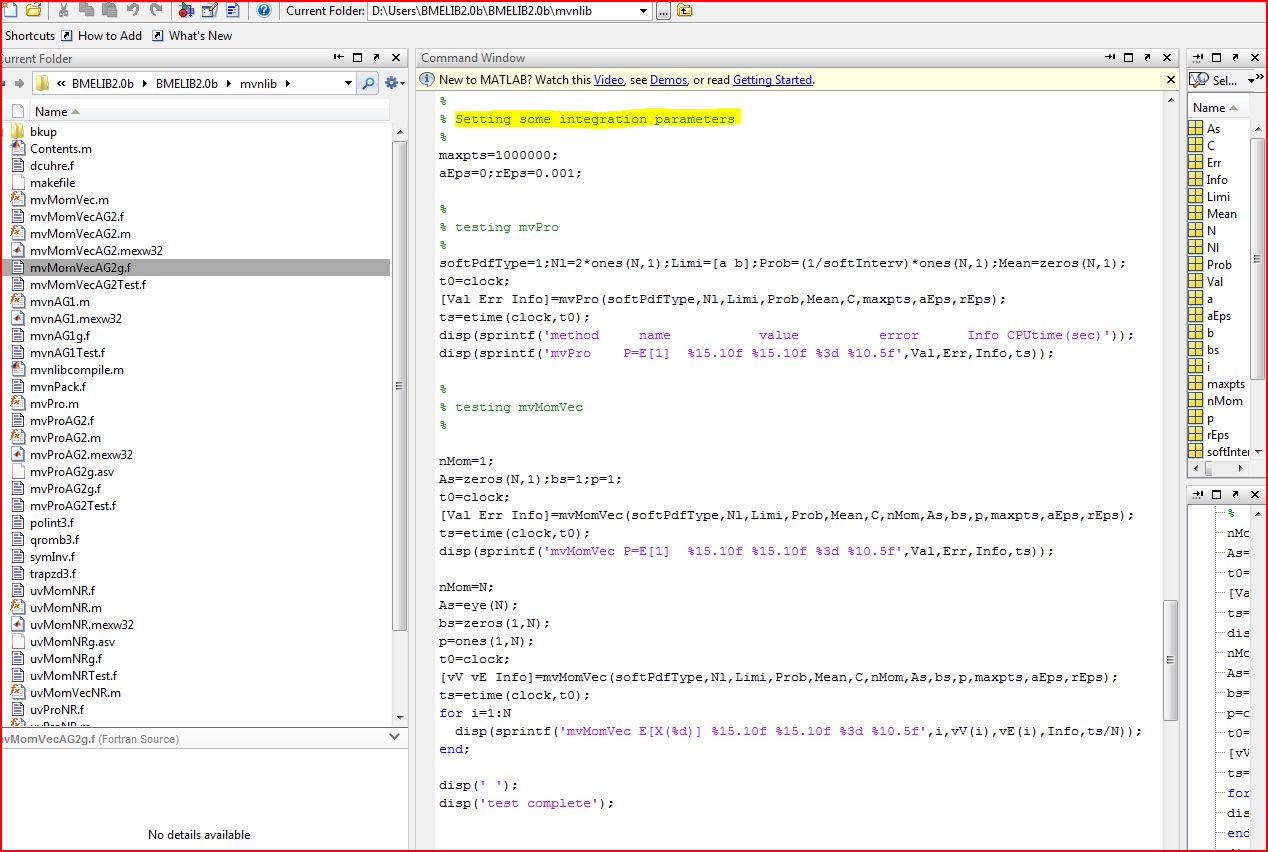 Current Folder: D:\Users\BMELIB2.0b\BMELIB2.0b\mvnlib
...
Shortcuts How to Add What's New
urrent Folder
« BMELIB2.0b mvnlib
BMELIB2.0b
Name
bkup
Contents.m
dcuhre.f
makefile
mvMomVec.m
mvMomVecAG2.f
mvMomVecAG2.m
mvMomVecAG2.mexw32
mvMomVecAG2g.f
mvMomVecAG2Test.f
mvnAG1.m
mvnAG1.mexw32
mvnAG1g.f
mvnAG1Test.f
mvnlibcompile.m
mvnPack.f
mvPro.m
mvProAG2.f
mvProAG2.m
mvProAG2.mexw32
mvProAG2g.asv
mvProAG2g.f
mvProAG2Test.f
polint3.f
qromb3.f
symInv.f
trapzd3.f
uvMomNR.f
uvMomNR.m
uvMomNR.mexw32
uvMomNRg.asv
uvMomNRg.f
uvMomNRTest.f
uvMomVecNR.m
uvProNR.f
uvProNR.m
vMomVecAG2g.f (Fortran Source)
No details available
Command Window
New to MATLAB? Watch this Video, see Demos, or read Getting Started.
%
% Setting some integration parameters
%
maxpts=1000000;
aEps=0;rEps=0.001;
%
% testing mvPro
%
softPdfType=1;Nl=2*ones(N,1);Limi=[a b];Prob=(1/softInterv)*ones(N,1);Mean=zeros(N,1);
t0=clock;
[Val Err Info]=mvPro(softPdfType,Nl,Limi,Prob,Mean,C,maxpts,aEps,rEps);
ts=etime(clock,t0);
disp(sprintf('method     name           value          error      Info CPUtime(sec)'));
disp(sprintf('mvPro    P=E[1]  %15.10f %15.10f %3d %10.5f',Val,Err,Info,ts));
%
% testing mvMomVec
%
nMom=1;
As=zeros(N,1);bs=1;p=1;
t0=clock;
[Val Err Info]=mvMomVec(softPdfType,Nl,Limi,Prob,Mean,C,nMom,As,bs,p,maxpts,aEps,rEps);
ts=etime(clock,t0);
disp(sprintf('mvMomVec P=E[1]  %15.10f %15.10f %3d %10.5f',Val,Err,Info,ts));
nMom=N;
As=eye(N);
bs=zeros(1,N);
p=ones(1,N);
t0=clock;
[vV vE Info]=mvMomVec(softPdfType,Nl,Limi,Prob,Mean,C,nMom,As,bs,p,maxpts,aEps,rEps);
ts=etime(clock,t0);
for i=1:N
  disp(sprintf('mvMomVec E[X(%d)] %15.10f %15.10f %3d %10.5f',i,vV(i),vE(i),Info,ts/N));
end;
disp(' ');
disp('test complete');
Sel...
Name
As
C
Err
Info
Limi
Mean
N
Nl
Prob
Val
a
aEps
b
bs
i
maxpts
nMom
p
rEps
softInter
%
nMo
As=
t0=
[Va
ts=
dis
nMo
As=
bs=
p=o
t0=
[vV
ts=
for
dis
end